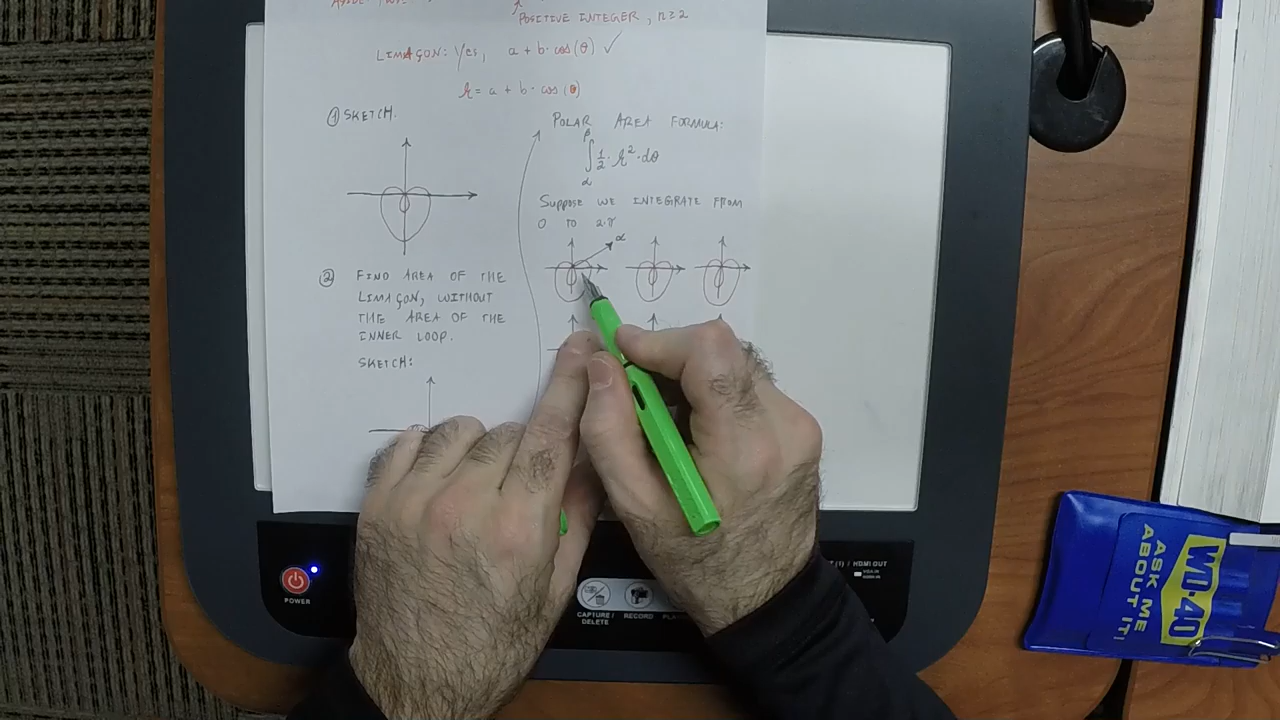 POSITIVE INTEGER, n≥2
LIMAÇON: Yes, a + b·cos(θ) ✓
r = a + b·cos(θ)
① SKETCH.
② FIND AREA OF THE
LIMAÇON, WITHOUT
THE AREA OF THE
INNER LOOP.
SKETCH:
POLAR AREA FORMULA:
β
∫ 1/2·r²·dθ
α
SUPPOSE WE INTEGRATE FROM
0 TO 2·π
α
POWER
CAPTURE/
DELETE
RECORD
HDMI OUT
WI-40
ASK ME
ABOUT IT!